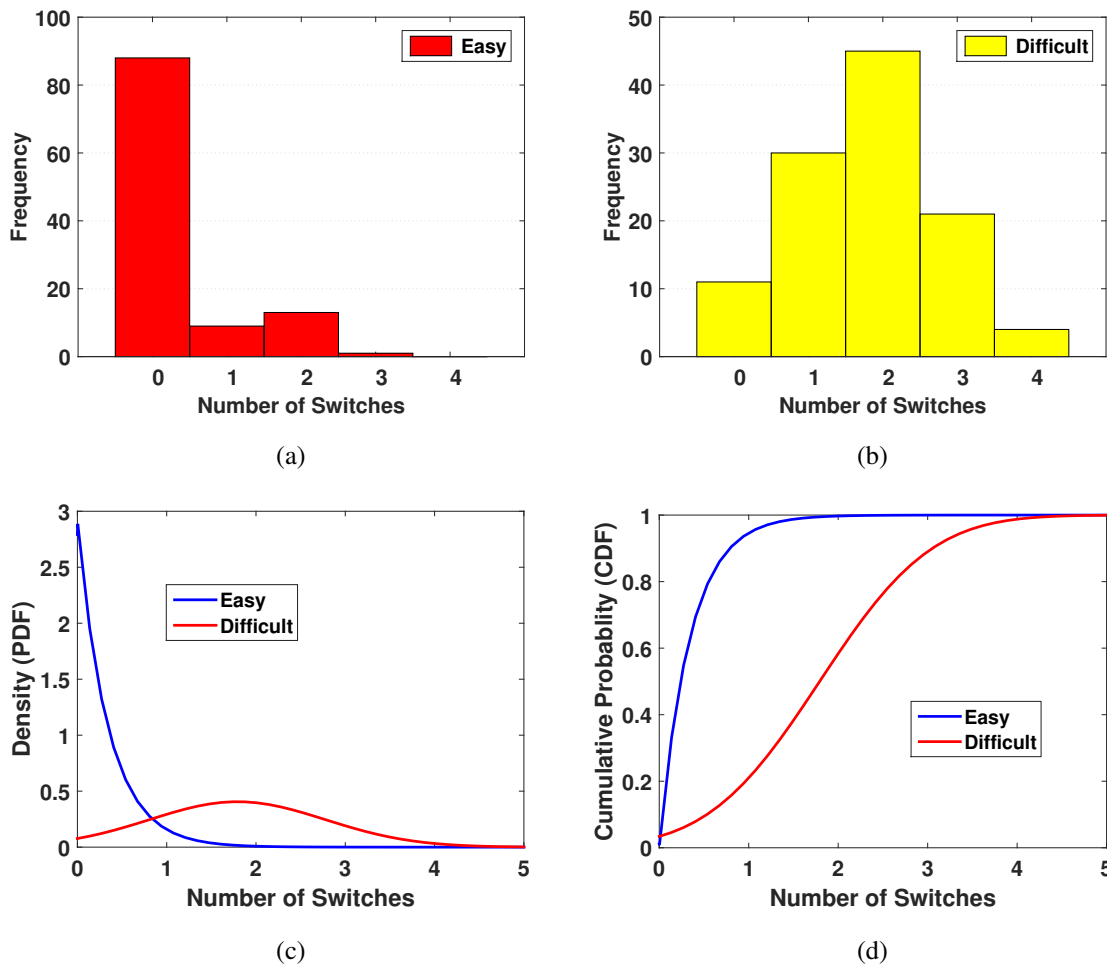 100
80
60
40
20
0
Frequency
Easy
0 1 2 3 4
Number of Switches
(a)
50
40
30
20
10
0
Frequency
Difficult
0 1 2 3 4
Number of Switches
(b)
3
2.5
2
1.5
1
0.5
0
Density (PDF)
Easy
Difficult
0 1 2 3 4 5
Number of Switches
(c)
1
0.8
0.6
0.4
0.2
0
Cumulative Probablity (CDF)
Easy
Difficult
0 1 2 3 4 5
Number of Switches
(d)